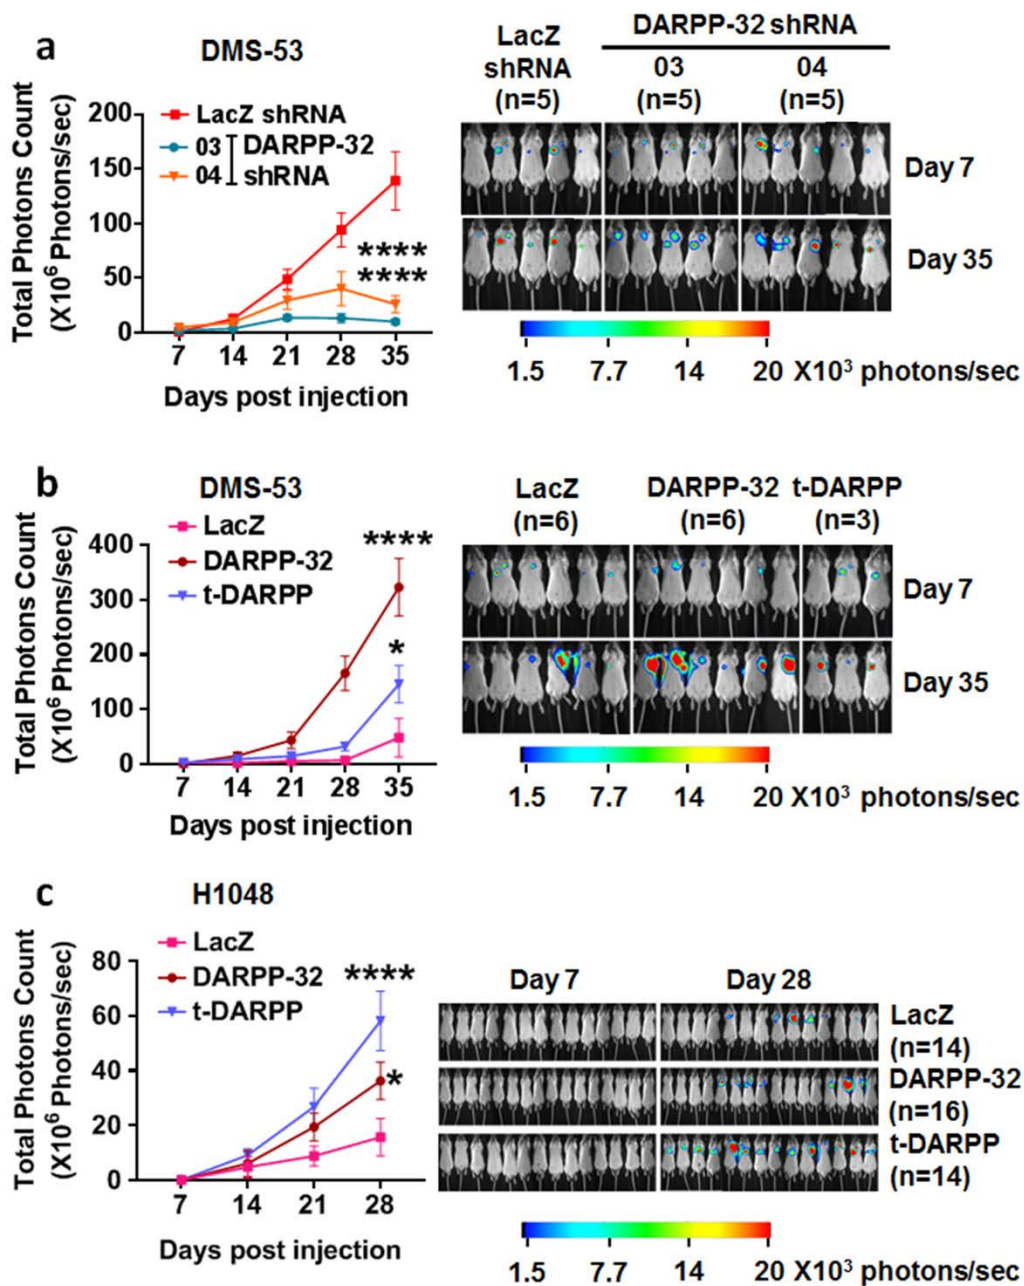 a
DMS-53
Total Photons Count
(X10⁶ Photons/sec)
200
150
100
50
0
LacZ shRNA
03
04
DARPP-32
shRNA
****
****
7 14 21 28 35
Days post injection
LacZ
shRNA
(n=5)
DARPP-32 shRNA
03
(n=5)
04
(n=5)
Day 7
Day 35
1.5 7.7 14 20 X10³ photons/sec
b
DMS-53
Total Photons Count
(X10⁶ Photons/sec)
400
300
200
100
0
LacZ
DARPP-32
t-DARPP
****
*
7 14 21 28 35
Days post injection
LacZ
(n=6)
DARPP-32
(n=6)
t-DARPP
(n=3)
Day 7
Day 35
1.5 7.7 14 20 X10³ photons/sec
c
H1048
Total Photons Count
(X10⁶ Photons/sec)
80
60
40
20
0
LacZ
DARPP-32
t-DARPP
****
*
7 14 21 28
Days post injection
Day 7 Day 28
LacZ
(n=14)
DARPP-32
(n=16)
t-DARPP
(n=14)
1.5 7.7 14 20 X10³ photons/sec